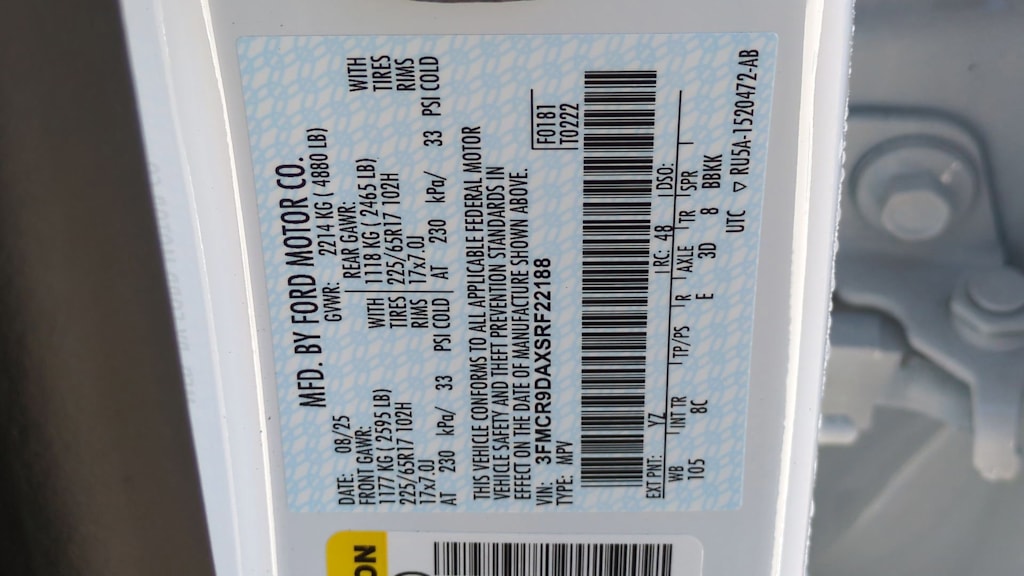 MFD. BY FORD MOTOR CO.
DATE: 08/25 GVWR: 2214 KG ( 4880 LB)
FRONT GAWR: REAR GAWR:
1177 KG ( 2595 LB) WITH 1118 KG ( 2465 LB) WITH
225/65R17 102H TIRES 225/65R17 102H TIRES
17x7.0J RIMS 17x7.0J RIMS
AT 230 kPa/ 33 PSI COLD AT 230 kPa/ 33 PSI COLD
THIS VEHICLE CONFORMS TO ALL APPLICABLE FEDERAL MOTOR
VEHICLE SAFETY AND THEFT PREVENTION STANDARDS IN
EFFECT ON THE DATE OF MANUFACTURE SHOWN ABOVE.
VIN: 3FMCR9DAXSRF22188 F0181
TYPE: MPV T0222
EXT PNT: YZ RC: 48 DSO:
WB INT TR TP/PS R AXLE TR SPR
105 8C E 3D 8 BBKK
UTC ▽ RU5A-1520472-AB
ON